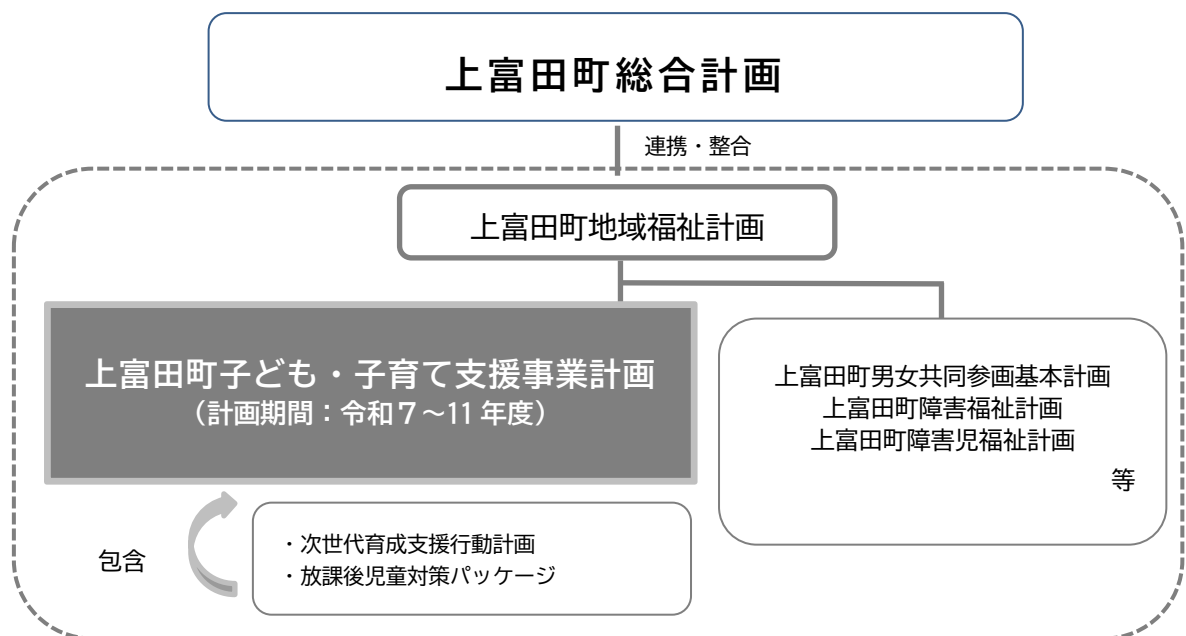 上富田町総合計画
連携・整合
上富田町地域福祉計画
上富田町子ども・子育て支援事業計画
（計画期間：令和７～11 年度）
上富田町男女共同参画基本計画
上富田町障害福祉計画
上富田町障害児福祉計画
等
包含
・次世代育成支援行動計画
・放課後児童対策パッケージ